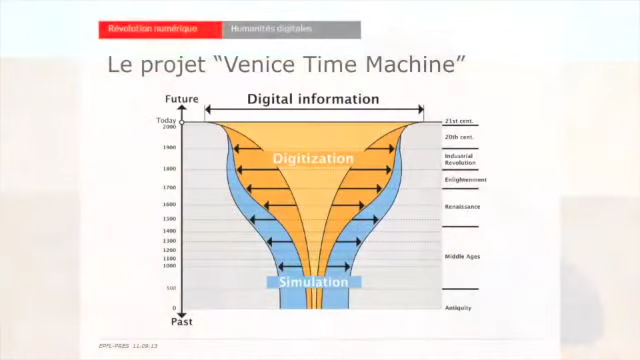 Révolution numérique
Humanités digitales
Le projet “Venice Time Machine”
Future
Digital information
Today
2000
1900
1800
1700
1600
1500
1400
1300
1200
1100
1000
500
0
Past
Digitization
Simulation
21st cent.
20th cent.
Industrial
Revolution
Enlightenment
Renaissance
Middle Ages
Antiquity
EPFL-PRES 11.09.13